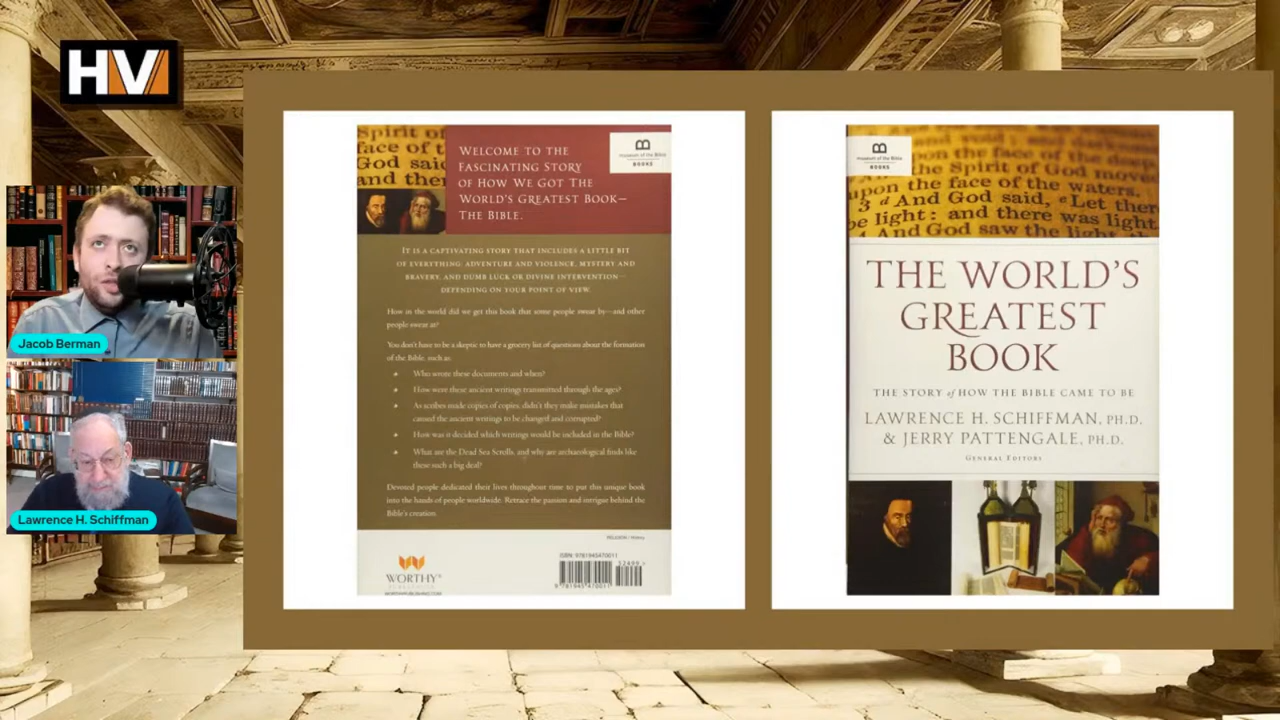 HV
Jacob Berman
Lawrence H. Schiffman
Spirit of
face of t
God said
and ther
WELCOME TO THE
FASCINATING STORY
OF HOW WE GOT THE
WORLD'S GREATEST BOOK—
THE BIBLE.
museum of the Bible
BOOKS
IT IS A CAPTIVATING STORY THAT INCLUDES A LITTLE BIT
OF EVERYTHING: ADVENTURE AND VIOLENCE, MYSTERY AND
BRAVERY, AND DUMB LUCK OR DIVINE INTERVENTION—
DEPENDING ON YOUR POINT OF VIEW.
How in the world did we get this book that some people swear by—and other
people swear at?
You don't have to be a skeptic to have a grocery list of questions about the formation
of the Bible, such as:
Who wrote these documents and when?
How were these ancient writings transmitted through the ages?
As scribes made copies of copies, didn't they make mistakes that
caused the ancient writings to be changed and corrupted?
How was it decided which writings would be included in the Bible?
What are the Dead Sea Scrolls, and why are archaeological finds like
these such a big deal?
Devoted people dedicated their lives throughout time to put this unique book
into the hands of people worldwide. Retrace the passion and intrigue behind the
Bible's creation.
WORTHY
ISBN: 9781945470011
museum of the Bible
BOOKS
Spirit of God moved
upon the face of the waters.
3 d And God said, e Let there
be light: and there was light.
And God saw the light
THE WORLD'S
GREATEST
BOOK
THE STORY of HOW THE BIBLE CAME TO BE
LAWRENCE H. SCHIFFMAN, PH.D.
& JERRY PATTENGALE, PH.D.
GENERAL EDITORS